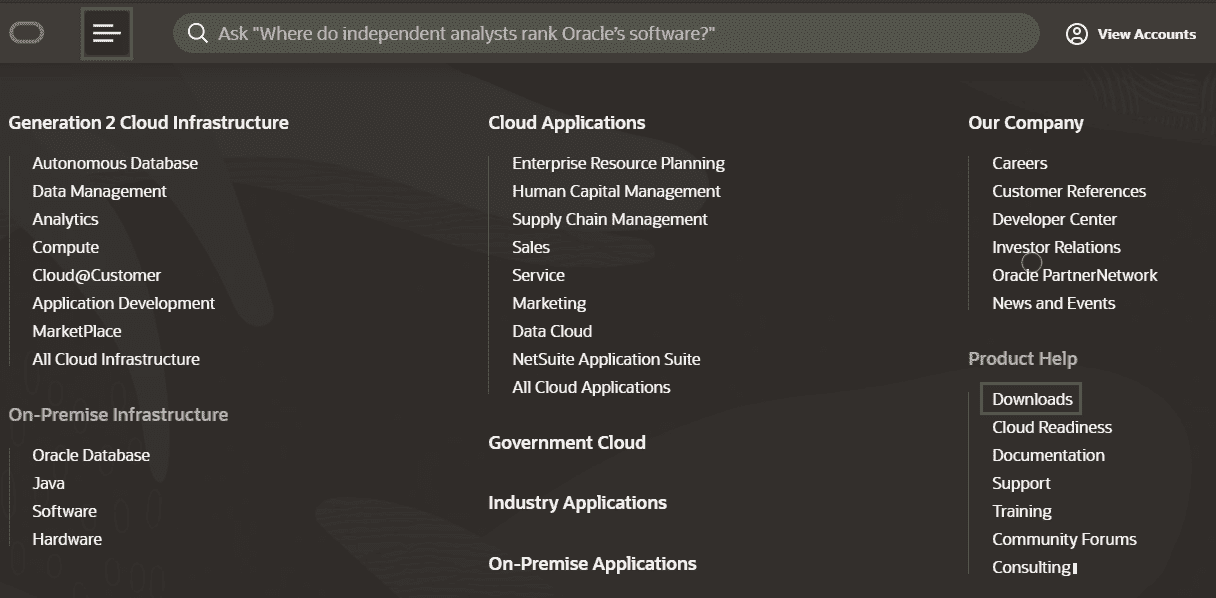 Ask "Where do independent analysts rank Oracle's software?"
View Accounts
Generation 2 Cloud Infrastructure
Autonomous Database
Data Management
Analytics
Compute
Cloud@Customer
Application Development
MarketPlace
All Cloud Infrastructure
On-Premise Infrastructure
Oracle Database
Java
Software
Hardware
Cloud Applications
Enterprise Resource Planning
Human Capital Management
Supply Chain Management
Sales
Service
Marketing
Data Cloud
NetSuite Application Suite
All Cloud Applications
Government Cloud
Industry Applications
On-Premise Applications
Our Company
Careers
Customer References
Developer Center
Investor Relations
Oracle PartnerNetwork
News and Events
Product Help
Downloads
Cloud Readiness
Documentation
Support
Training
Community Forums
Consulting